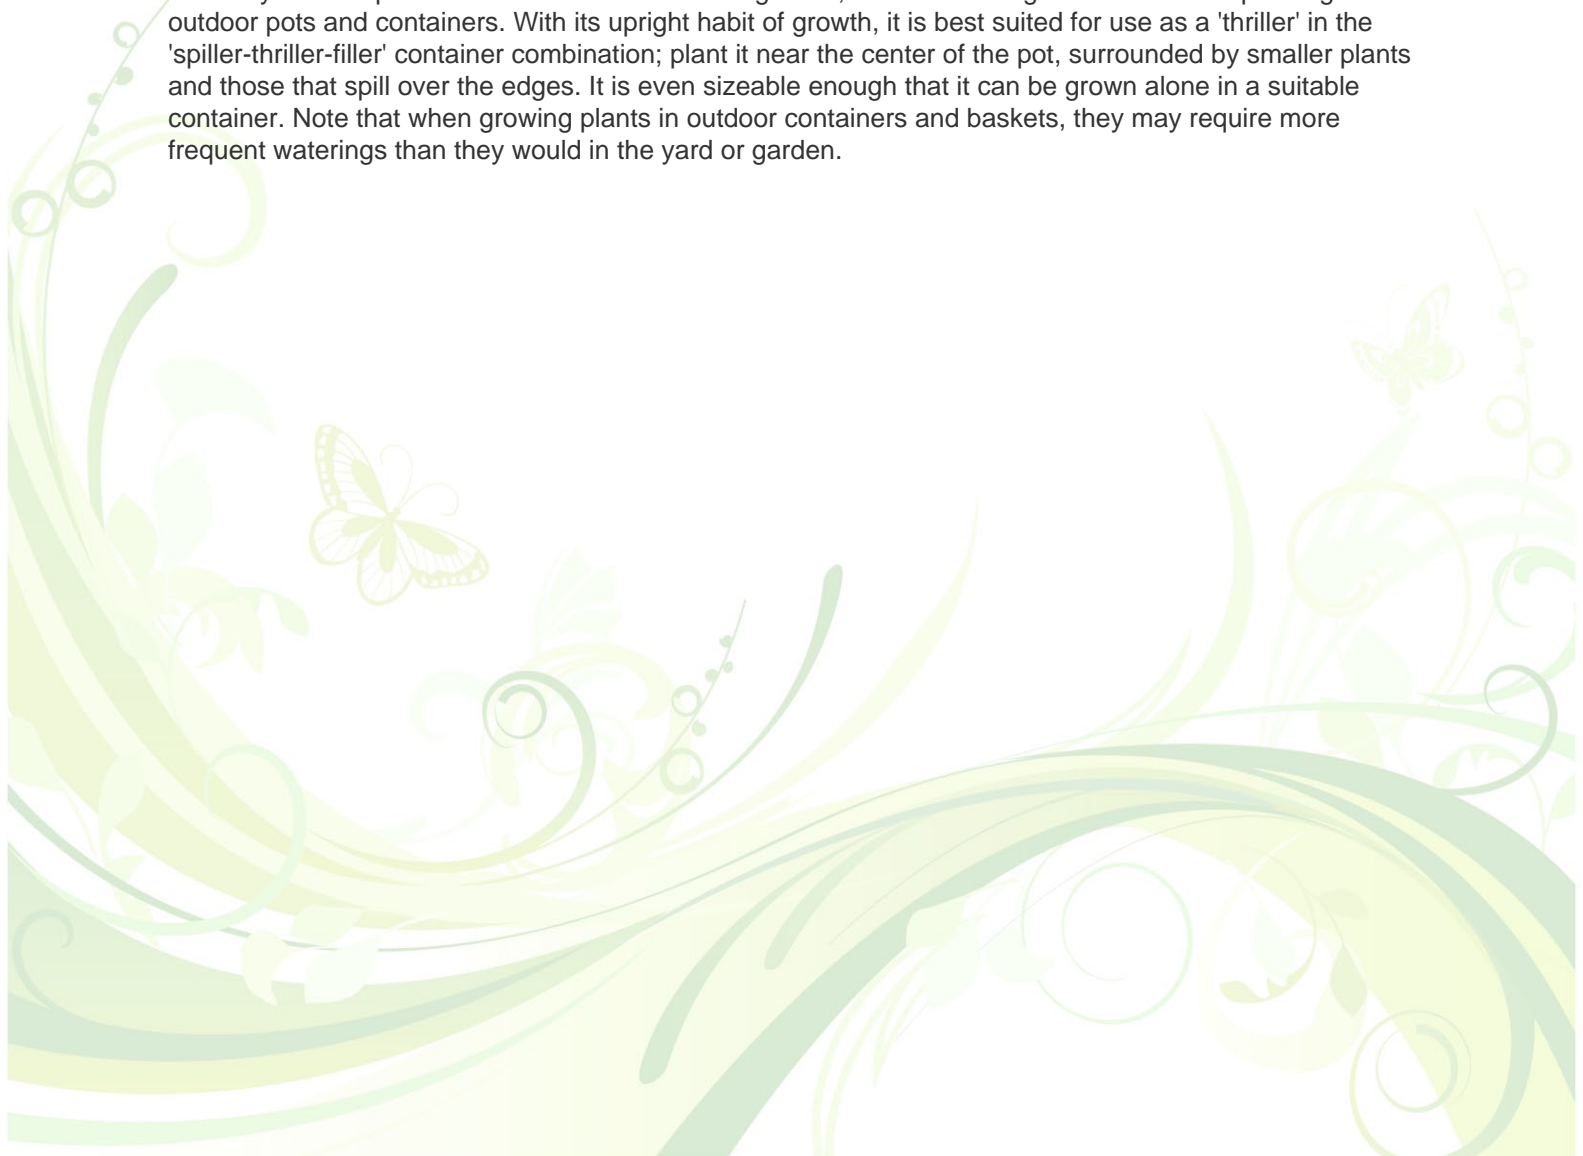 outdoor pots and containers. With its upright habit of growth, it is best suited for use as a 'thriller' in the
'spiller-thriller-filler' container combination; plant it near the center of the pot, surrounded by smaller plants
and those that spill over the edges. It is even sizeable enough that it can be grown alone in a suitable
container. Note that when growing plants in outdoor containers and baskets, they may require more
frequent waterings than they would in the yard or garden.